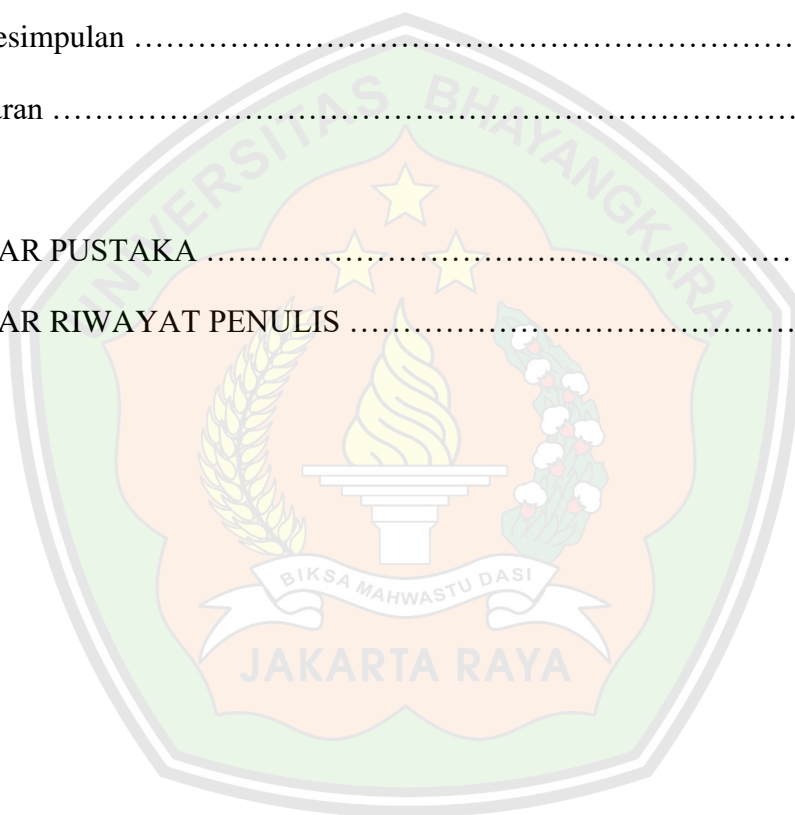 esimpulan ……………………………………………………………………
aran ……………………………………………………………………………
AR PUSTAKA ……………………………………………………
AR RIWAYAT PENULIS ………………………………………
UNIVERSITAS BHAYANGKARA
BIKSA MAHWASTU DASI
JAKARTA RAYA